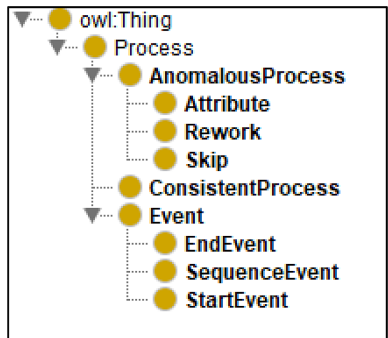 owl:Thing
Process
AnomalousProcess
Attribute
Rework
Skip
ConsistentProcess
Event
EndEvent
SequenceEvent
StartEvent